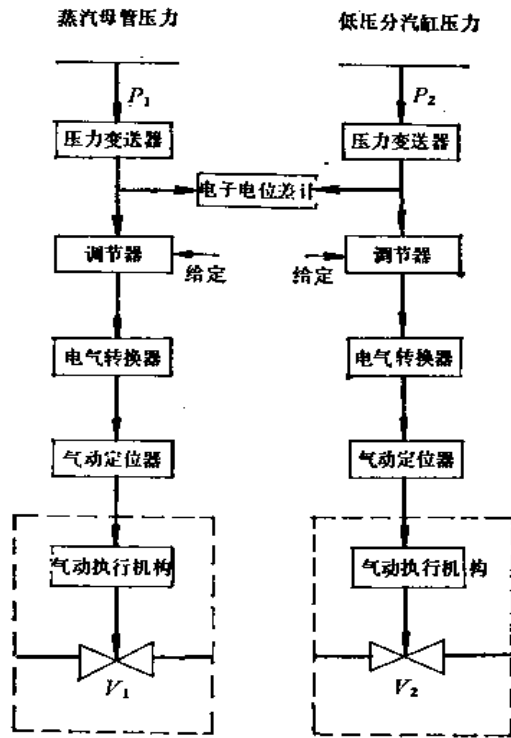 蒸汽母管压力 低压分汽缸压力
P₁ P₂
压力变送器 压力变送器
电子电位差计
调节器 调节器
给定 给定
电气转换器 电气转换器
气动定位器 气动定位器
气动执行机构 气动执行机构
V₁ V₂